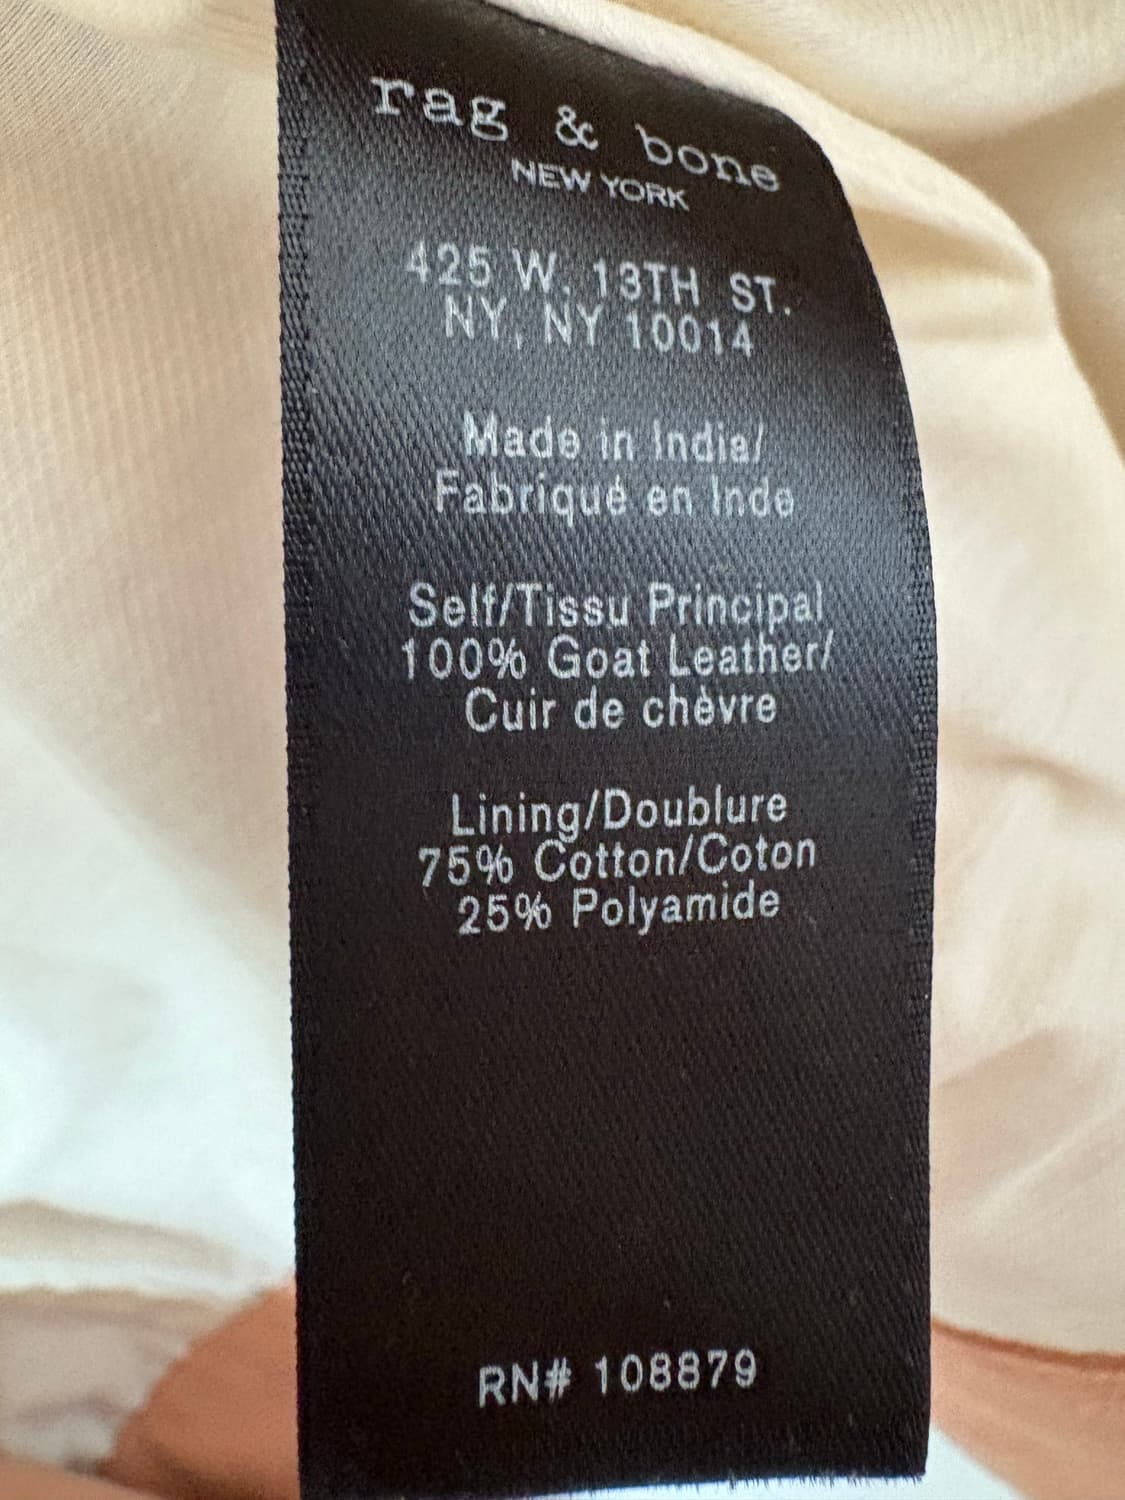 rag & bone
NEW YORK
425 W. 13TH ST.
NY, NY 10014
Made in India/
Fabriqué en Inde
Self/Tissu Principal
100% Goat Leather/
Cuir de chèvre
Lining/Doublure
75% Cotton/Coton
25% Polyamide
RN# 108879